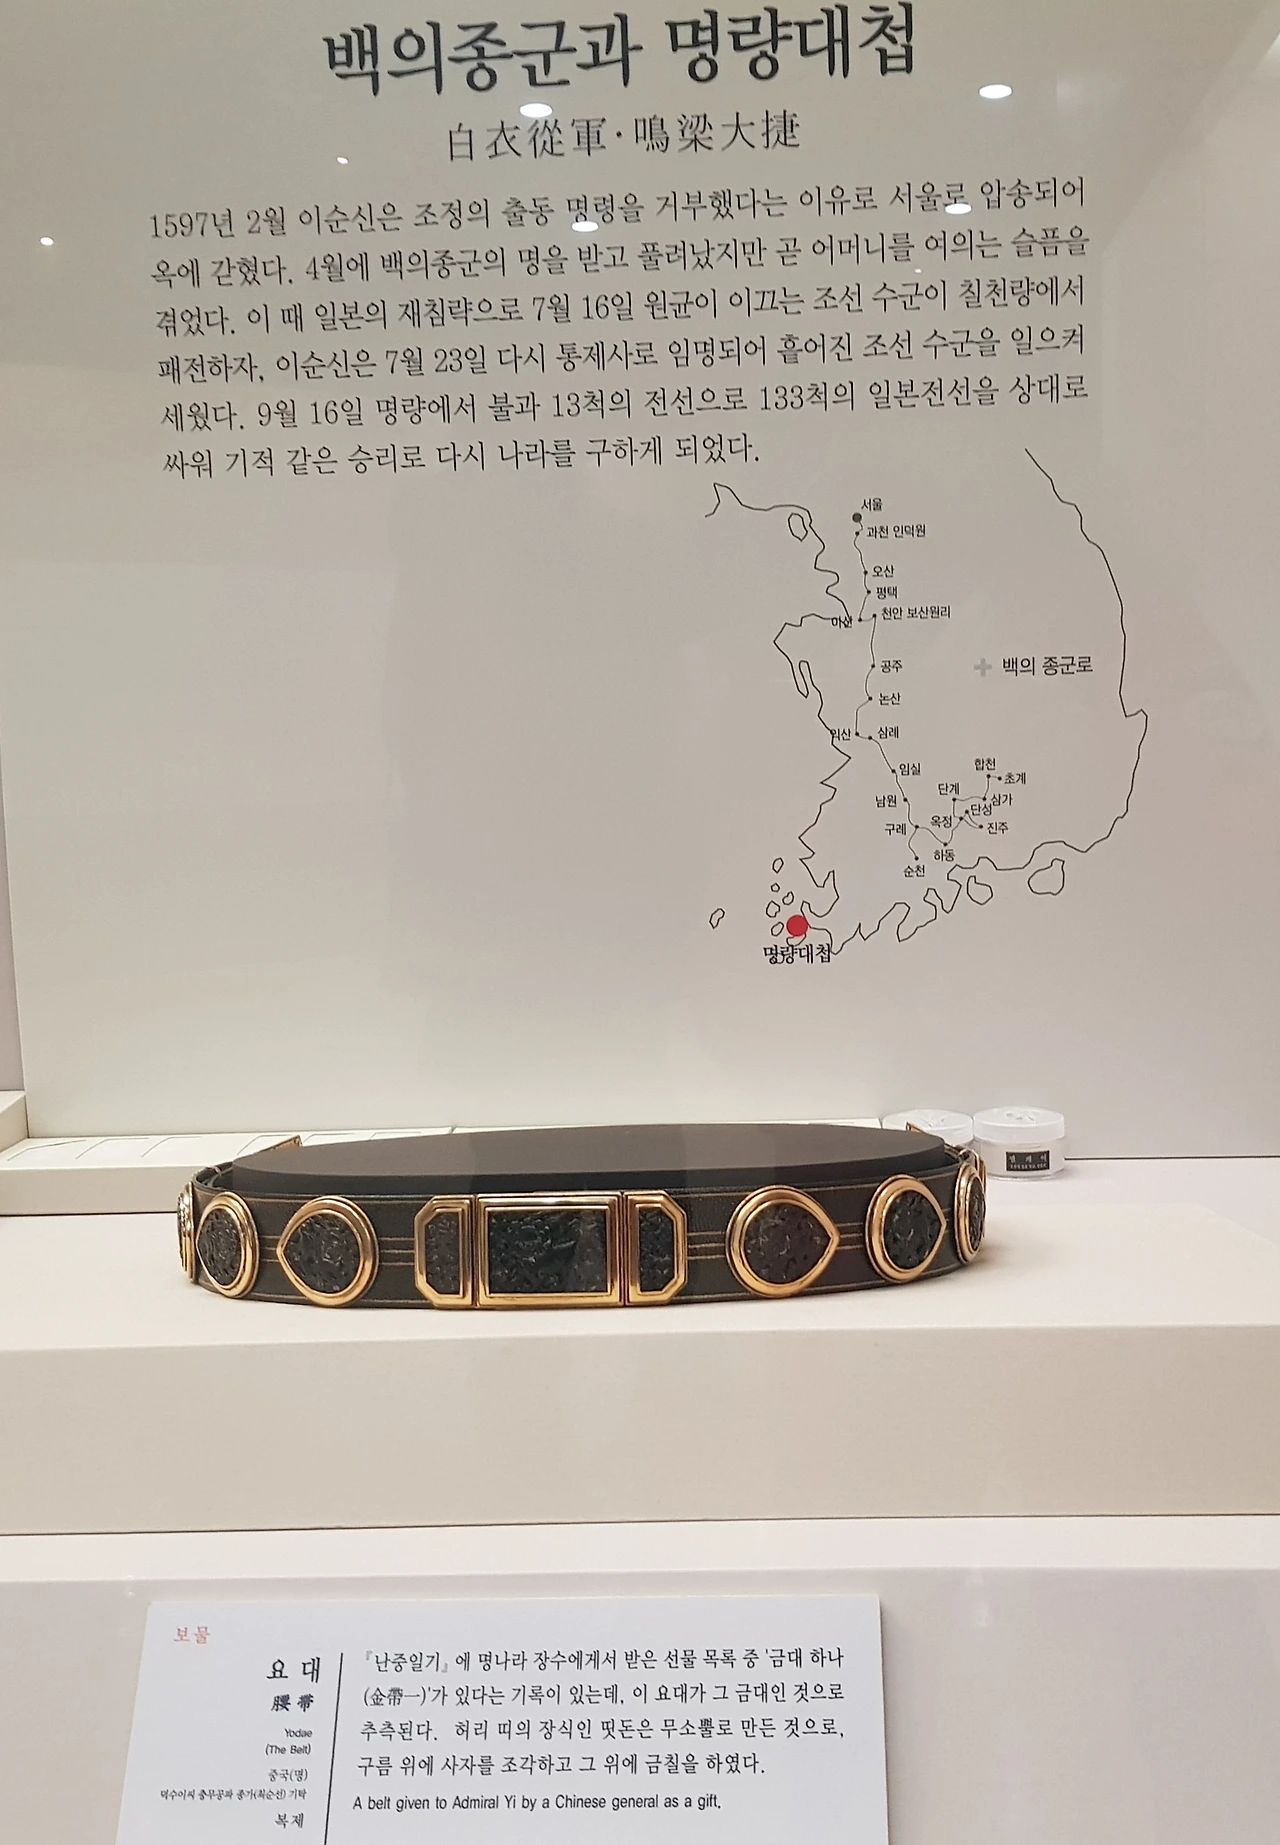 백의종군과 명량대첩
白衣從軍·鳴梁大捷
1597년 2월 이순신은 조정의 출동 명령을 거부했다는 이유로 서울로 압송되어
옥에 갇혔다. 4월에 백의종군의 명을 받고 풀려났지만 곧 어머니를 여의는 슬픔을
겪었다. 이 때 일본의 재침략으로 7월 16일 원균이 이끄는 조선 수군이 칠천량에서
패전하자, 이순신은 7월 23일 다시 통제사로 임명되어 흩어진 조선 수군을 일으켜
세웠다. 9월 16일 명량에서 불과 13척의 전선으로 133척의 일본전선을 상대로
싸워 기적 같은 승리로 다시 나라를 구하게 되었다.
서울
과천 인덕원
오산
평택
아산
천안 보산원리
공주
백의 종군로
논산
익산
삼례
임실
합천
초계
단계
남원
삼가
단성
옥정
구례
진주
하동
순천
명량대첩
보물
요대
腰帶
Yodae
(The Belt)
중국(명)
덕수이씨 충무공파 종가(최순선) 기탁
복제
『난중일기』에 명나라 장수에게서 받은 선물 목록 중 '금대 하나
(金帶一)'가 있다는 기록이 있는데, 이 요대가 그 금대인 것으로
추측된다. 허리 띠의 장식인 띳돈은 무소뿔로 만든 것으로,
구름 위에 사자를 조각하고 그 위에 금칠을 하였다.
A belt given to Admiral Yi by a Chinese general as a gift.